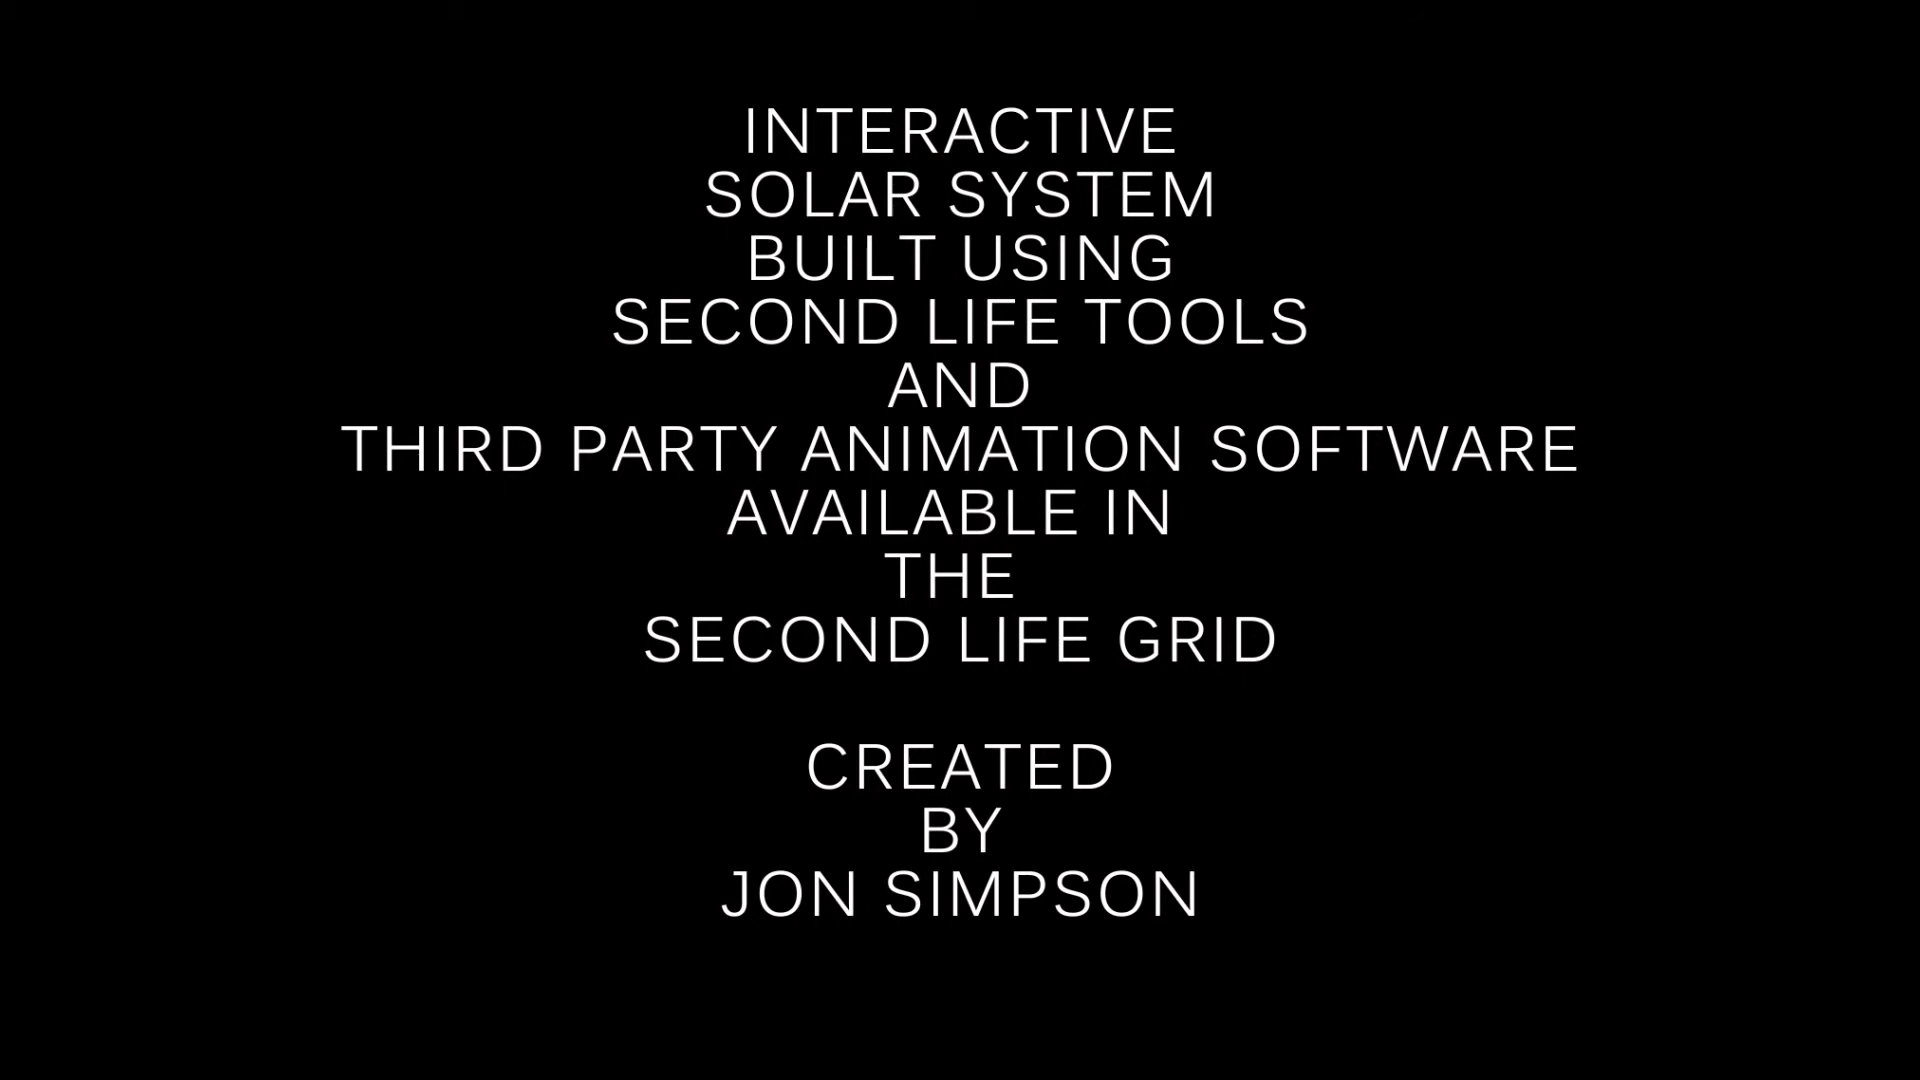 INTERACTIVE
SOLAR SYSTEM
BUILT USING
SECOND LIFE TOOLS
AND
THIRD PARTY ANIMATION SOFTWARE
AVAILABLE IN
THE
SECOND LIFE GRID
CREATED
BY
JON SIMPSON